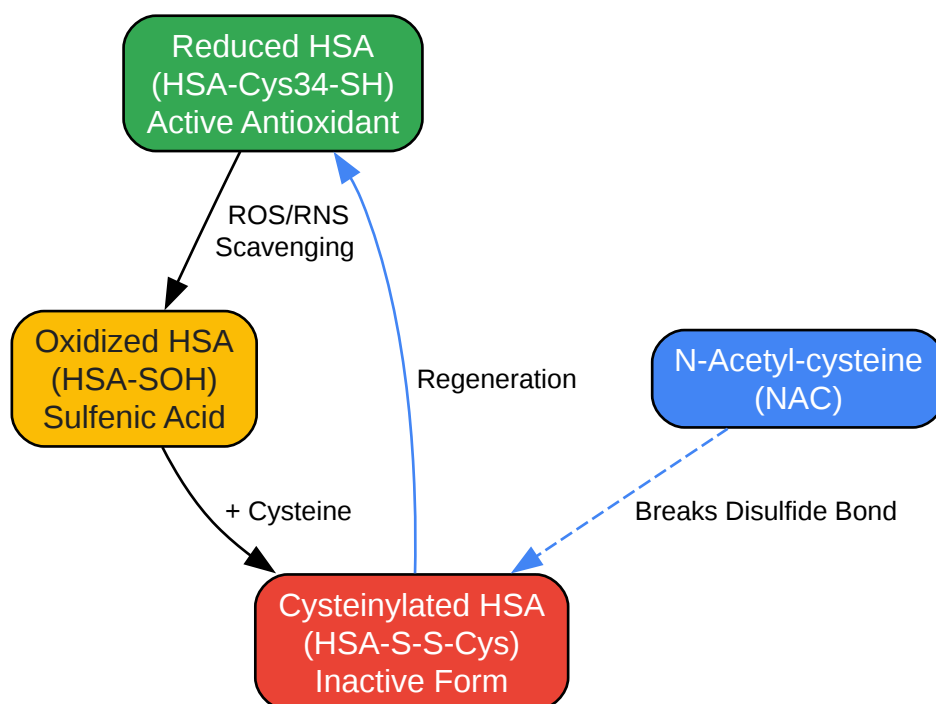 Reduced HSA
(HSA-Cys34-SH)
Active Antioxidant
ROS/RNS
Scavenging
Oxidized HSA
(HSA-SOH)
Sulfenic Acid
Regeneration
N-Acetyl-cysteine
(NAC)
+ Cysteine
Breaks Disulfide Bond
Cysteinylated HSA
(HSA-S-S-Cys)
Inactive Form